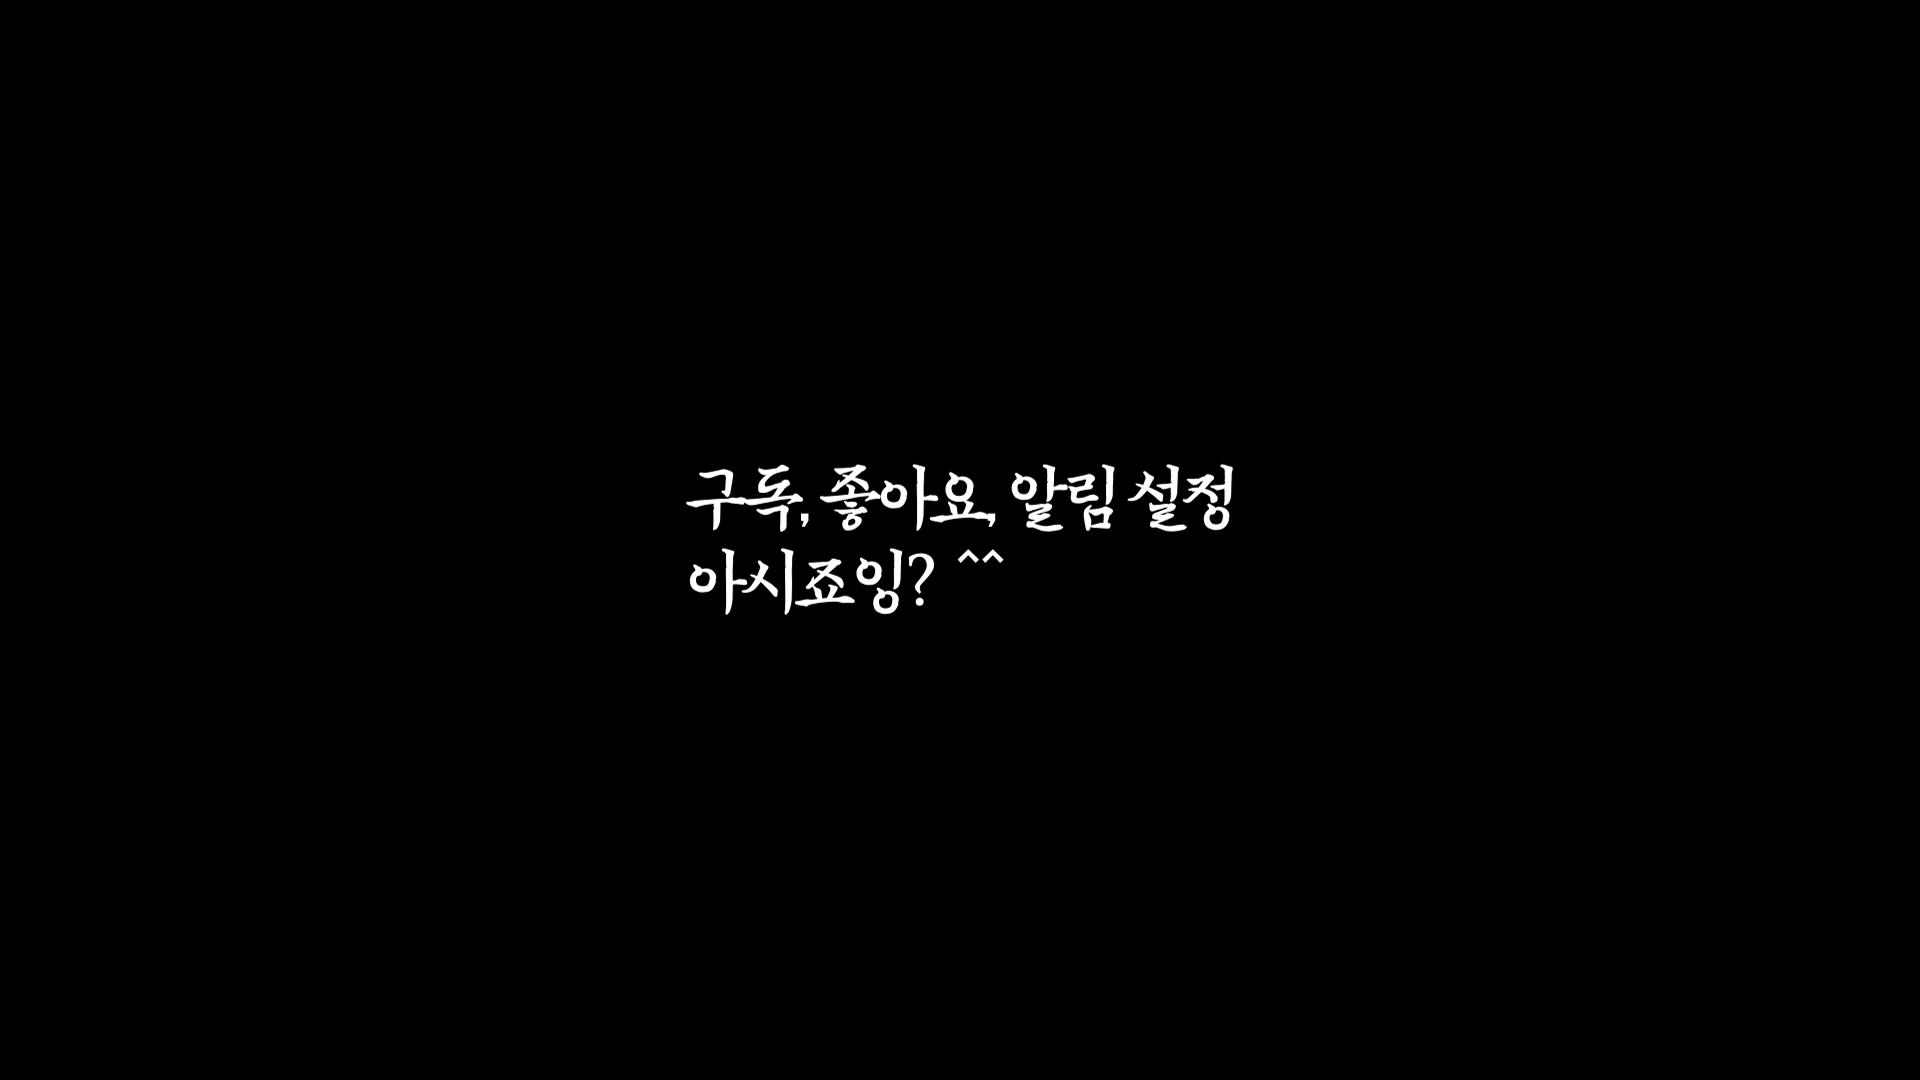 구독, 좋아요, 알림 설정
아시죠잉? ^^